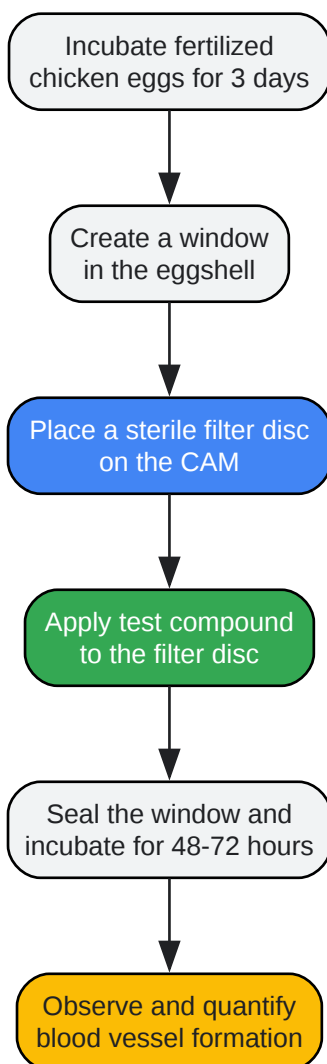 Incubate fertilized
chicken eggs for 3 days
Create a window
in the eggshell
Place a sterile filter disc
on the CAM
Apply test compound
to the filter disc
Seal the window and
incubate for 48-72 hours
Observe and quantify
blood vessel formation